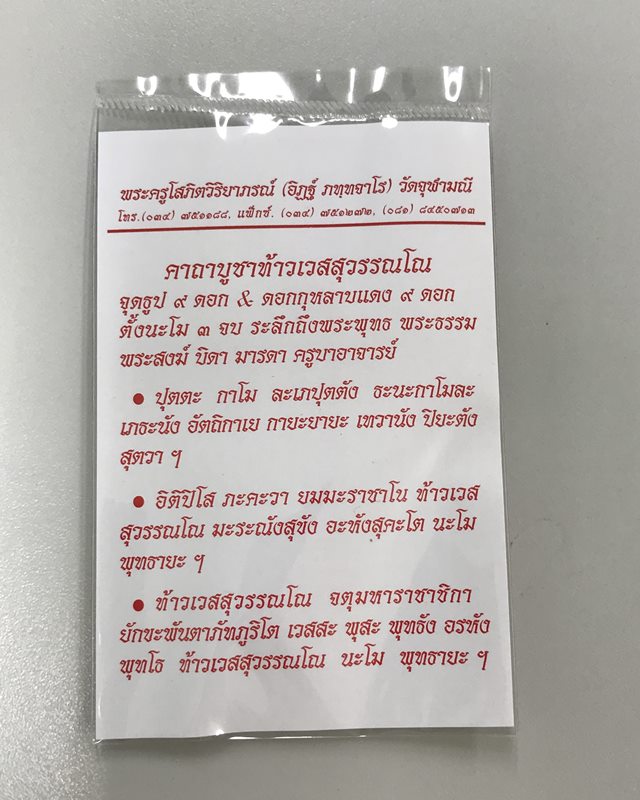 พระครูโสภิตวิริยาภรณ์ (อิฏฐ์ ภทฺทจาโร) วัดจุฬามณี
โทร.(๐๓๔) ๗๕๑๑๘๘, แฟ็กซ์. (๐๓๔) ๗๕๑๒๗๒, (๐๘๑) ๘๔๕๐๗๑๓
คาถาบูชาท้าวเวสสุวรรณโณ
จุดธูป ๙ ดอก & ดอกกุหลาบแดง ๙ ดอก
ตั้งนะโม ๓ จบ ระลึกถึงพระพุทธ พระธรรม
พระสงฆ์ บิดา มารดา ครูบาอาจารย์
● ปุตตะ กาโม ละเภปุตตัง ธะนะกาโมละ
เภธะนัง อัตถิกาเย กายะยายะ เทวานัง ปิยะตัง
สุตวา ฯ
● อิติปิโส ภะคะวา ยมมะราชาโน ท้าวเวส
สุวรรณโณ มะระณังสุขัง อะหังสุคะโต นะโม
พุทธายะ ฯ
● ท้าวเวสสุวรรณโณ จตุมหาราชาชิกา
ยักขะพันตาภัทภูริโต เวสสะ พุสะ พุทธัง อรหัง
พุทโธ ท้าวเวสสุวรรณโณ นะโม พุทธายะ ฯ